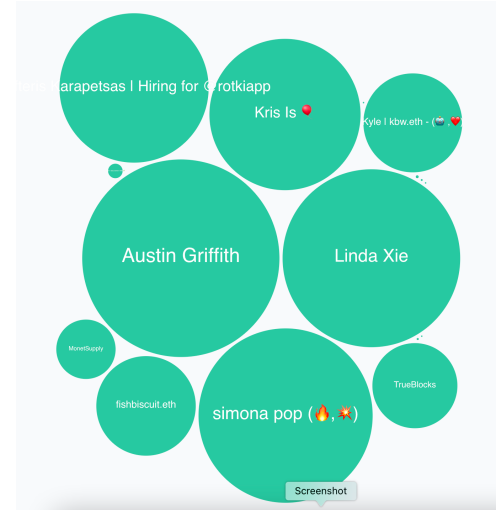 arapetsas | Hiring for @rotkiapp
Kris Is 🎈
Kyle | kbw.eth - (🤖,❤️
Austin Griffith
Linda Xie
MonetSupply
TrueBlocks
fishbiscuit.eth
simona pop (🔥,💥)
Screenshot